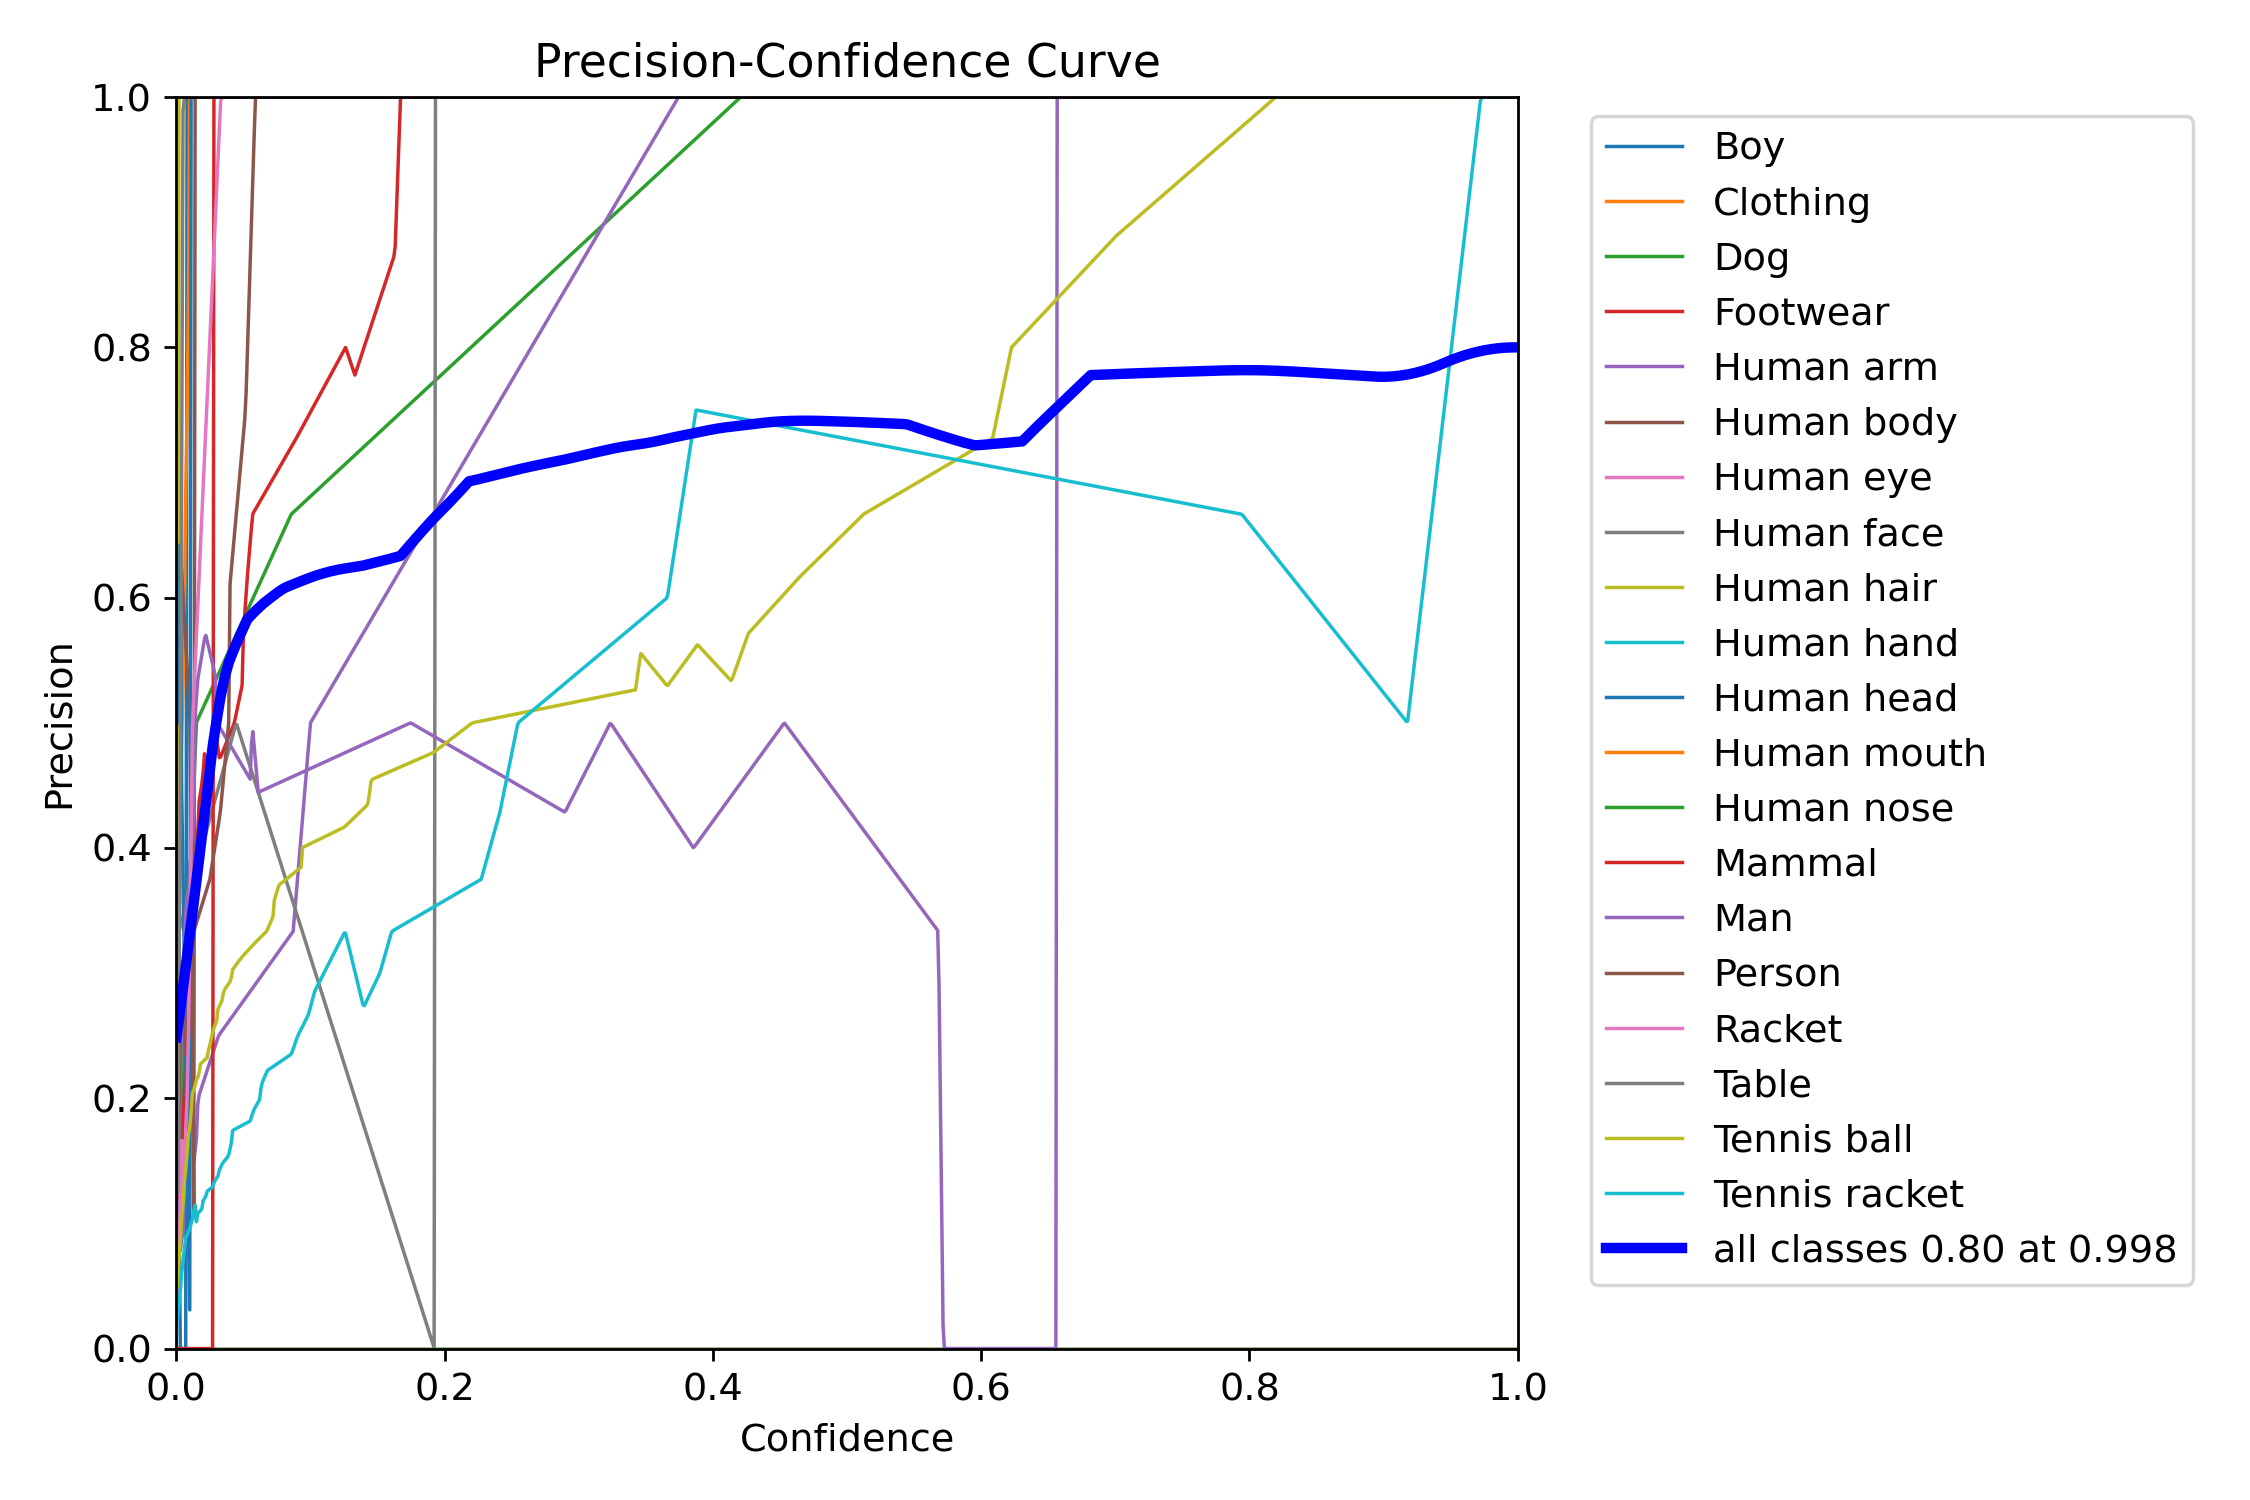 Precision-Confidence Curve
1.0
0.8
0.6
0.4
0.2
0.0
Precision
0.0 0.2 0.4 0.6 0.8 1.0
Confidence
Boy
Clothing
Dog
Footwear
Human arm
Human body
Human eye
Human face
Human hair
Human hand
Human head
Human mouth
Human nose
Mammal
Man
Person
Racket
Table
Tennis ball
Tennis racket
all classes 0.80 at 0.998